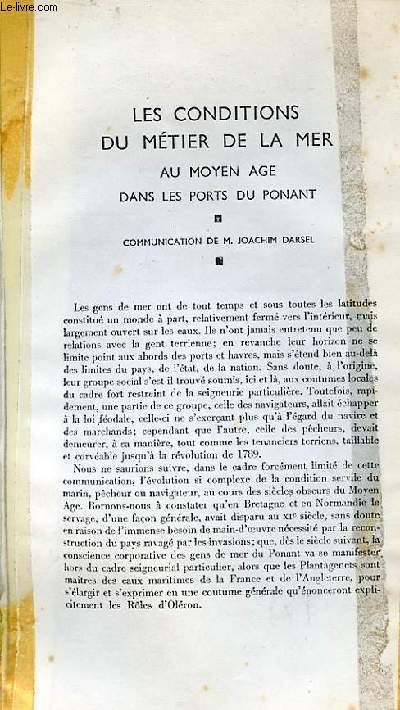 © Le-livre.com
LES CONDITIONS
DU MÉTIER DE LA MER
AU MOYEN AGE
DANS LES PORTS DU PONANT
COMMUNICATION DE M. JOACHIM DARSEL
Les gens de mer ont de tout temps et sous toutes les latitudes
constitué un monde à part, relativement fermé vers l'intérieur, mais
largement ouvert sur les eaux. Ils n'ont jamais entretenu que peu de
relations avec la gent terrienne; en revanche leur horizon ne se
limite point aux abords des ports et havres, mais s'étend bien au-delà
des limites du pays, de l'état, de la nation. Sans doute, à l'origine,
leur groupe social s'est il trouvé soumis, ici et là, aux coutumes locales
du cadre fort restreint de la seigneurie particulière. Toutefois, rapi-
dement, une partie de ce groupe, celle des navigateurs, allait échapper
à la loi féodale, celle-ci ne s'exerçant plus qu'à l'égard du navire et
des marchands; cependant que l'autre, celle des pêcheurs, devait
demeurer, à sa manière, tout comme les tenanciers terriens, taillable
et corvéable jusqu'à la révolution de 1789.
Nous ne saurions suivre, dans le cadre forcément limité de cette
communication, l'évolution si complexe de la condition servile du
marin, pêcheur ou navigateur, au cours des siècles obscurs du Moyen
Age. Bornons-nous à constater qu'en Bretagne et en Normandie le
servage, d'une façon générale, avait disparu au XIe siècle, sans doute
en raison de l'immense besoin de main-d'œuvre nécessité par la recons-
truction du pays ravagé par les invasions; que, dès le siècle suivant, la
conscience corporative des gens de mer du Ponant va se manifester
hors du cadre seigneurial particulier, alors que les Plantagenets sont
maîtres des eaux maritimes de la France et de l'Angleterre, pour
s'élargir et s'exprimer en une coutume générale qu'énonceront expli-
citement les Rôles d'Oléron.